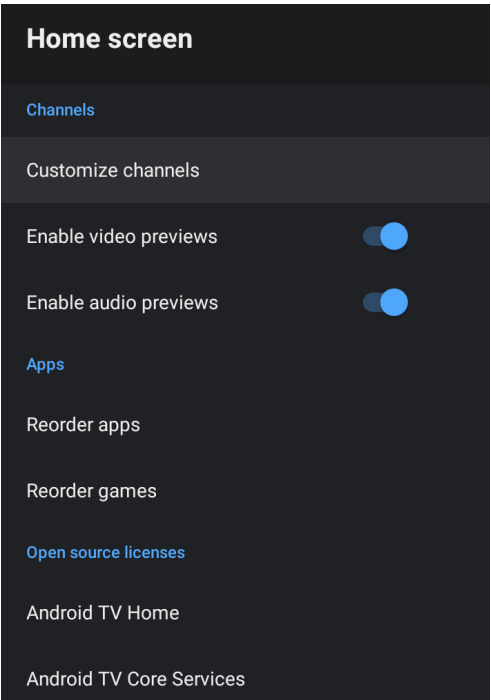 Home screen
Channels
Customize channels
Enable video previews
Enable audio previews
Apps
Reorder apps
Reorder games
Open source licenses
Android TV Home
Android TV Core Services